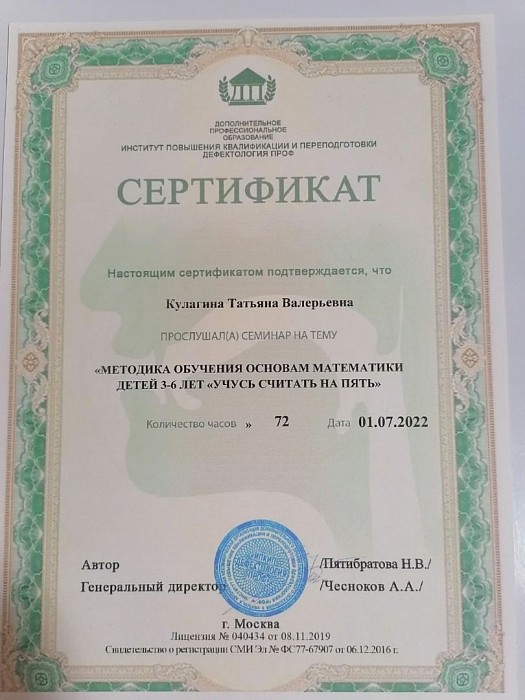 ДП
ДОПОЛНИТЕЛЬНОЕ
ПРОФЕССИОНАЛЬНОЕ
ОБРАЗОВАНИЕ
ИНСТИТУТ ПОВЫШЕНИЯ КВАЛИФИКАЦИИ И ПЕРЕПОДГОТОВКИ
ДЕФЕКТОЛОГИЯ ПРОФ
СЕРТИФИКАТ
Настоящим сертификатом подтверждается, что
Кулагина Татьяна Валерьевна
ПРОСЛУШАЛ(А) СЕМИНАР НА ТЕМУ
«МЕТОДИКА ОБУЧЕНИЯ ОСНОВАМ МАТЕМАТИКИ
ДЕТЕЙ 3-6 ЛЕТ «УЧУСЬ СЧИТАТЬ НА ПЯТЬ»
Количество часов » 72 Дата 01.07.2022
Автор /Пятибратова Н.В./
Генеральный директор /Чесноков А.А./
г. Москва
Лицензия № 040434 от 08.11.2019
Свидетельство о регистрации СМИ Эл № ФС77-67907 от 06.12.2016 г.